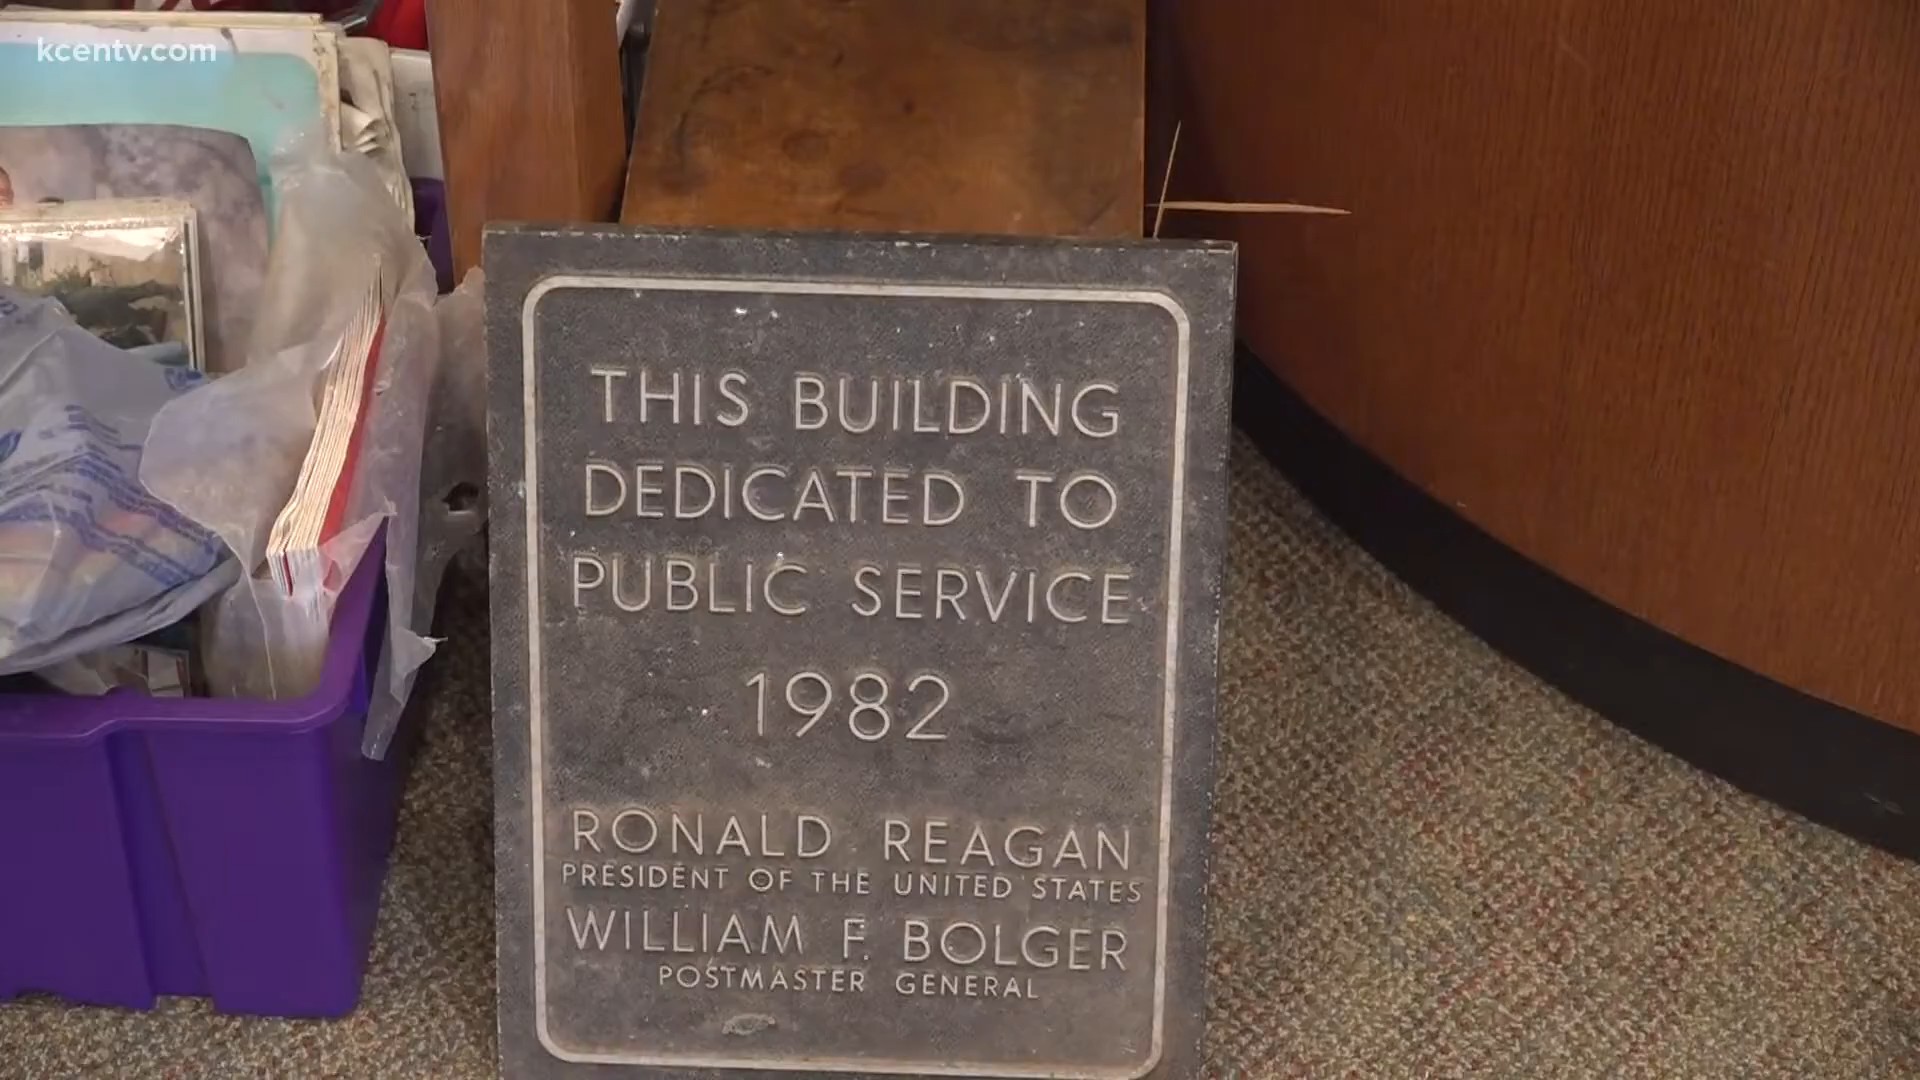 kcentv.com
THIS BUILDING
DEDICATED TO
PUBLIC SERVICE
1982
RONALD REAGAN
PRESIDENT OF THE UNITED STATES
WILLIAM F. BOLGER
POSTMASTER GENERAL